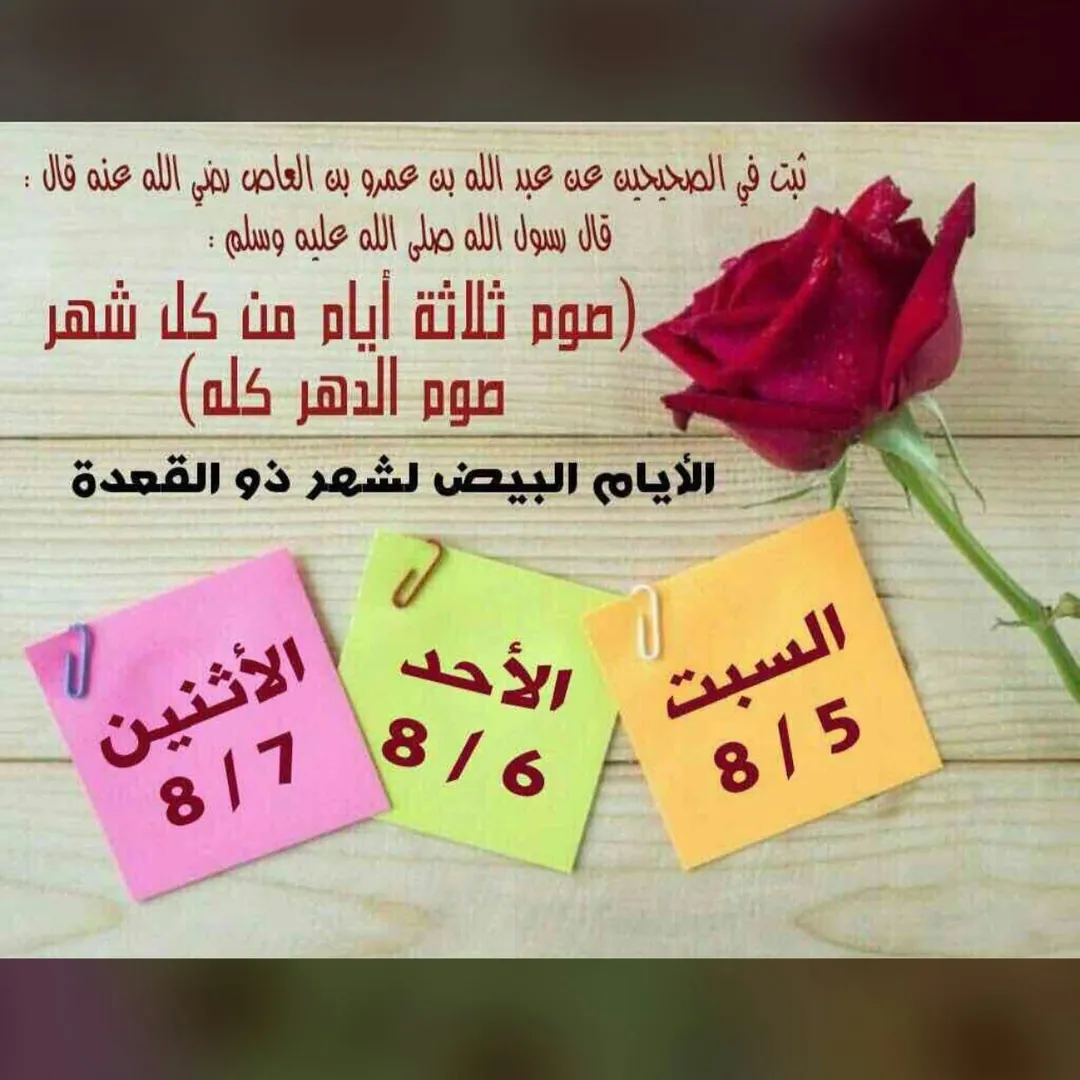 ثبت في الصحيحين عن عبد الله بن عمرو بن العاص رضي الله عنه قال :
قال رسول الله صلى الله عليه وسلم :
(صوم ثلاثة أيام من كل شهر
صوم الدهر كله)
الأيام البيض لشهر ذو القعدة
السبت
8 / 5
الأحد
8 / 6
الأثنين
8 / 7